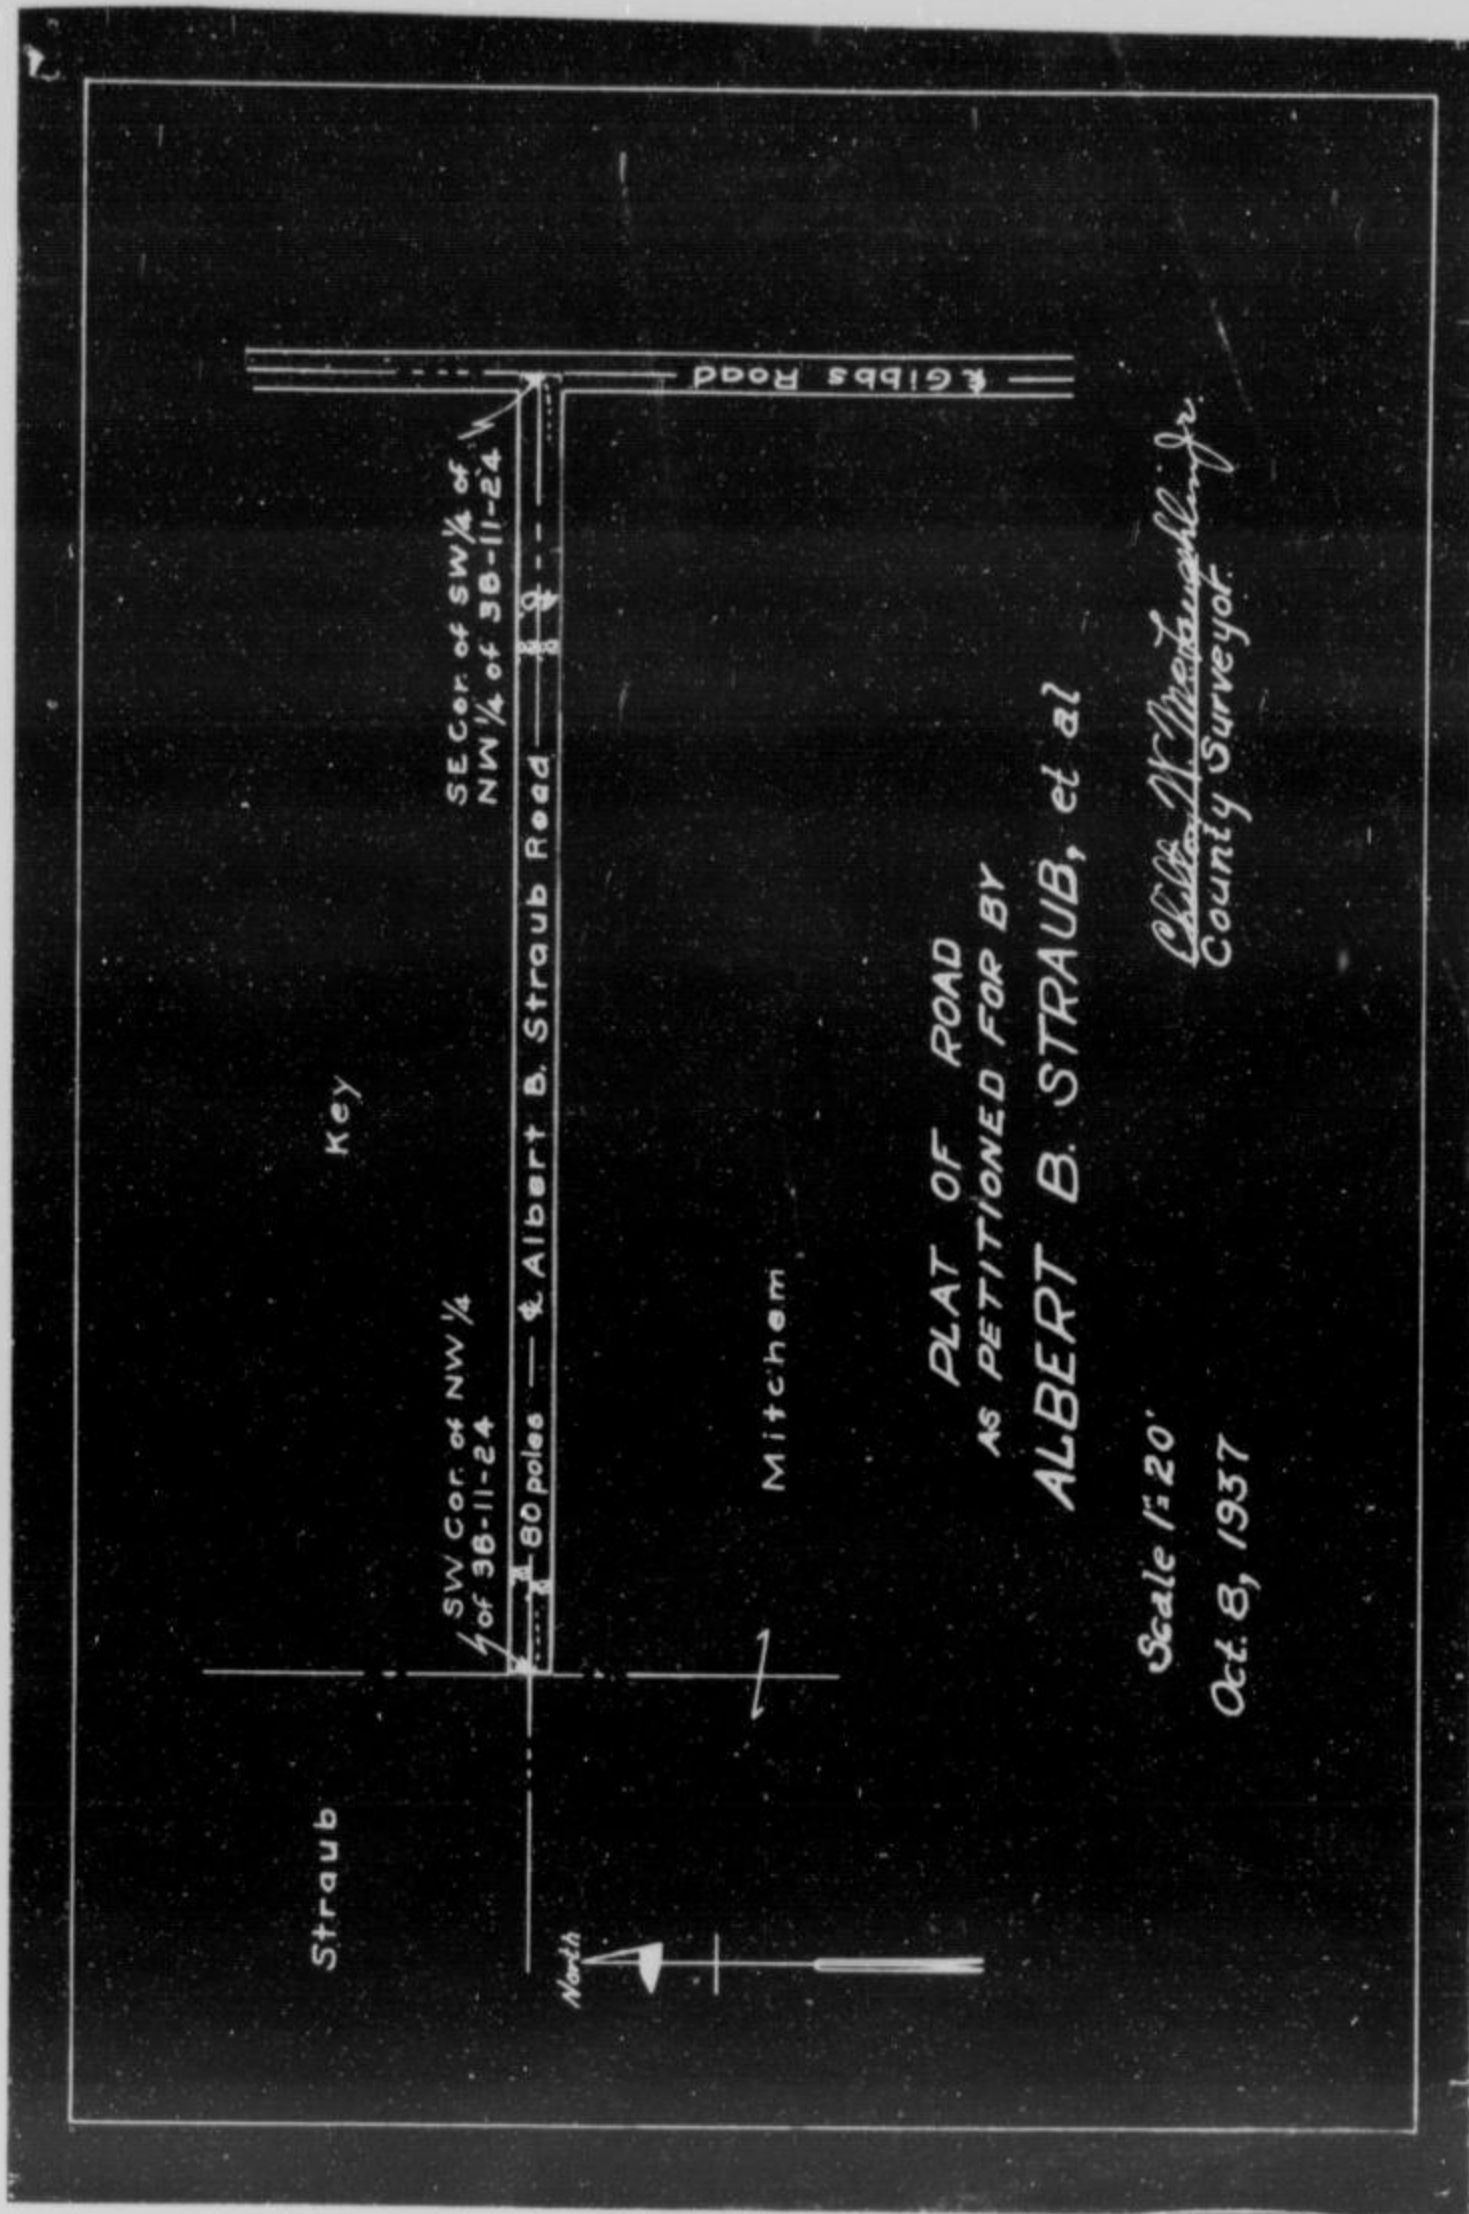 Straub
Key
SW Cor. of NW 1/4
of 36-11-24
SE Cor. of SW 1/4 of
NW 1/4 of 36-11-24
80 poles ℄ Albert B. Straub Road
℄ Gibbs Road
North
Mitchem
PLAT OF ROAD
AS PETITIONED FOR BY
ALBERT B. STRAUB, et al
Scale 1"=20'
Oct. 8, 1937
Jr.
County Surveyor.